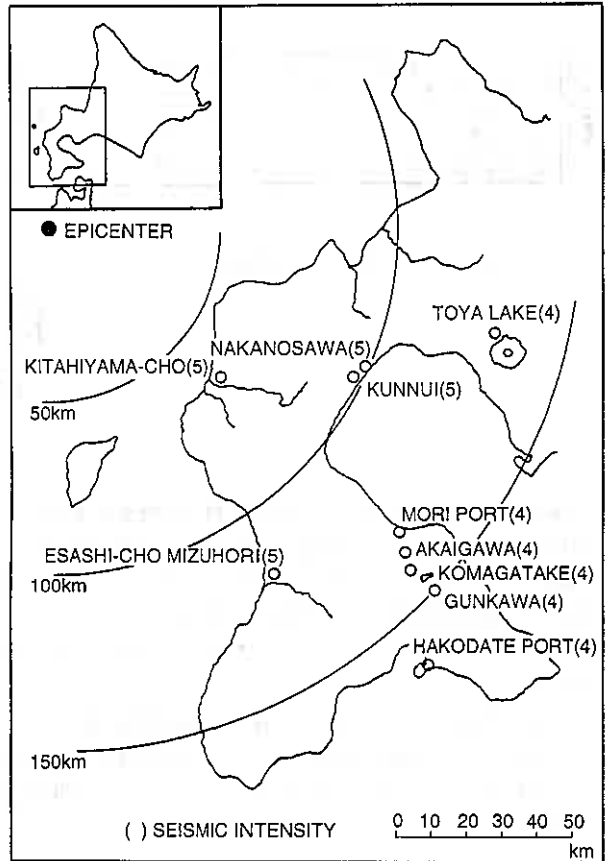 EPICENTER
TOYA LAKE(4)
NAKANOSAWA(5)
KITAHIYAMA-CHO(5)
KUNNUI(5)
50km
MORI PORT(4)
AKAIGAWA(4)
ESASHI-CHO MIZUHORI(5)
KOMAGATAKE(4)
100km
GUNKAWA(4)
HAKODATE PORT(4)
150km
( ) SEISMIC INTENSITY
0 10 20 30 40 50
km